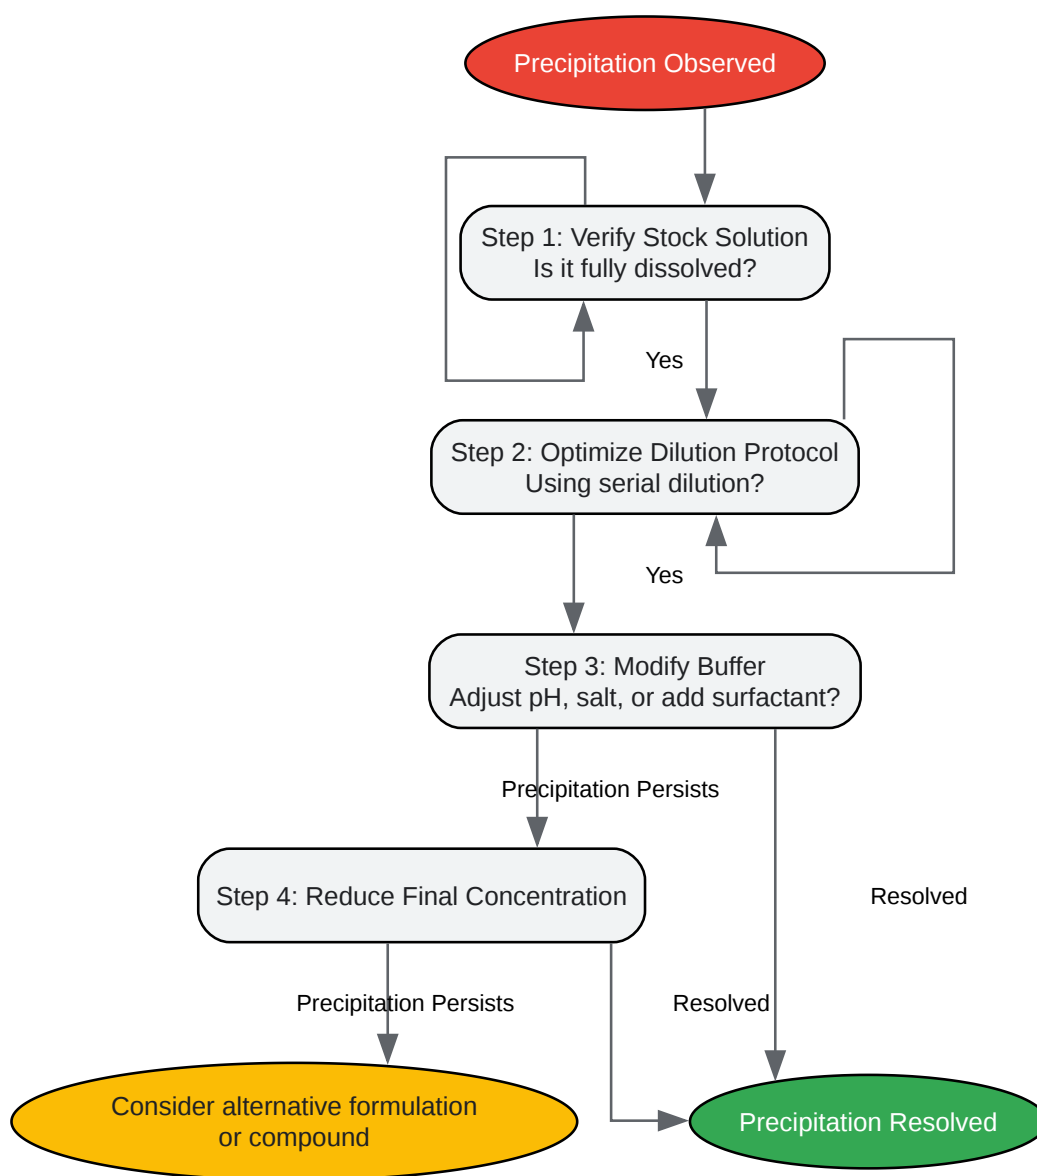 Precipitation Observed
Step 1: Verify Stock Solution
Is it fully dissolved?
Yes
Step 2: Optimize Dilution Protocol
Using serial dilution?
Yes
Step 3: Modify Buffer
Adjust pH, salt, or add surfactant?
Precipitation Persists
Step 4: Reduce Final Concentration
Resolved
Precipitation Persists
Resolved
Consider alternative formulation
or compound
Precipitation Resolved